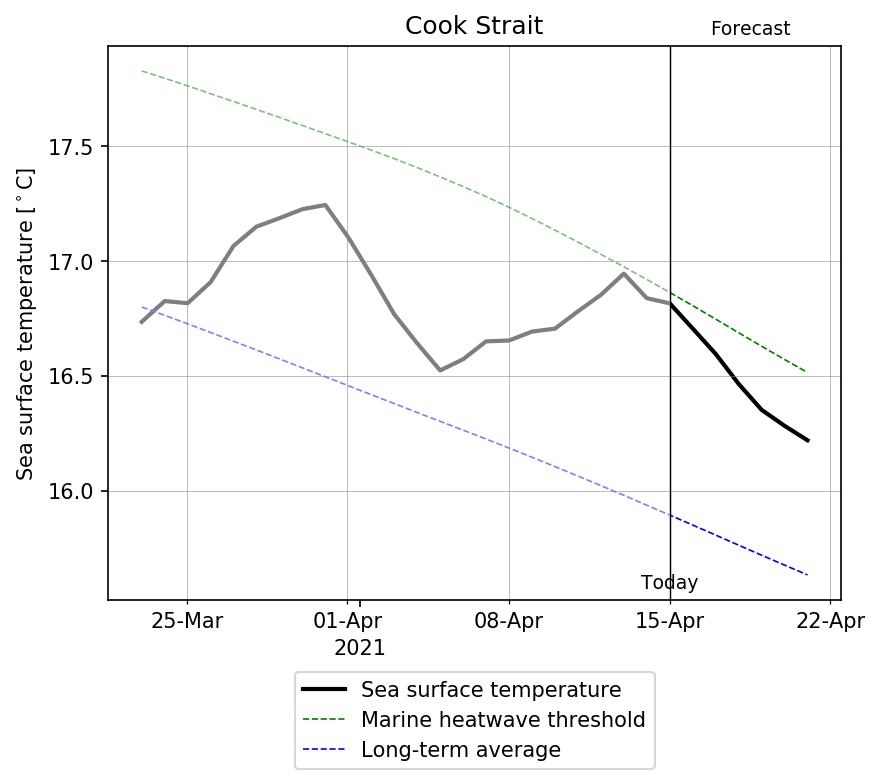 Cook Strait
Forecast
Sea surface temperature [°C]
17.5
17.0
16.5
16.0
Today
25-Mar
01-Apr
08-Apr
15-Apr
22-Apr
2021
Sea surface temperature
Marine heatwave threshold
Long-term average